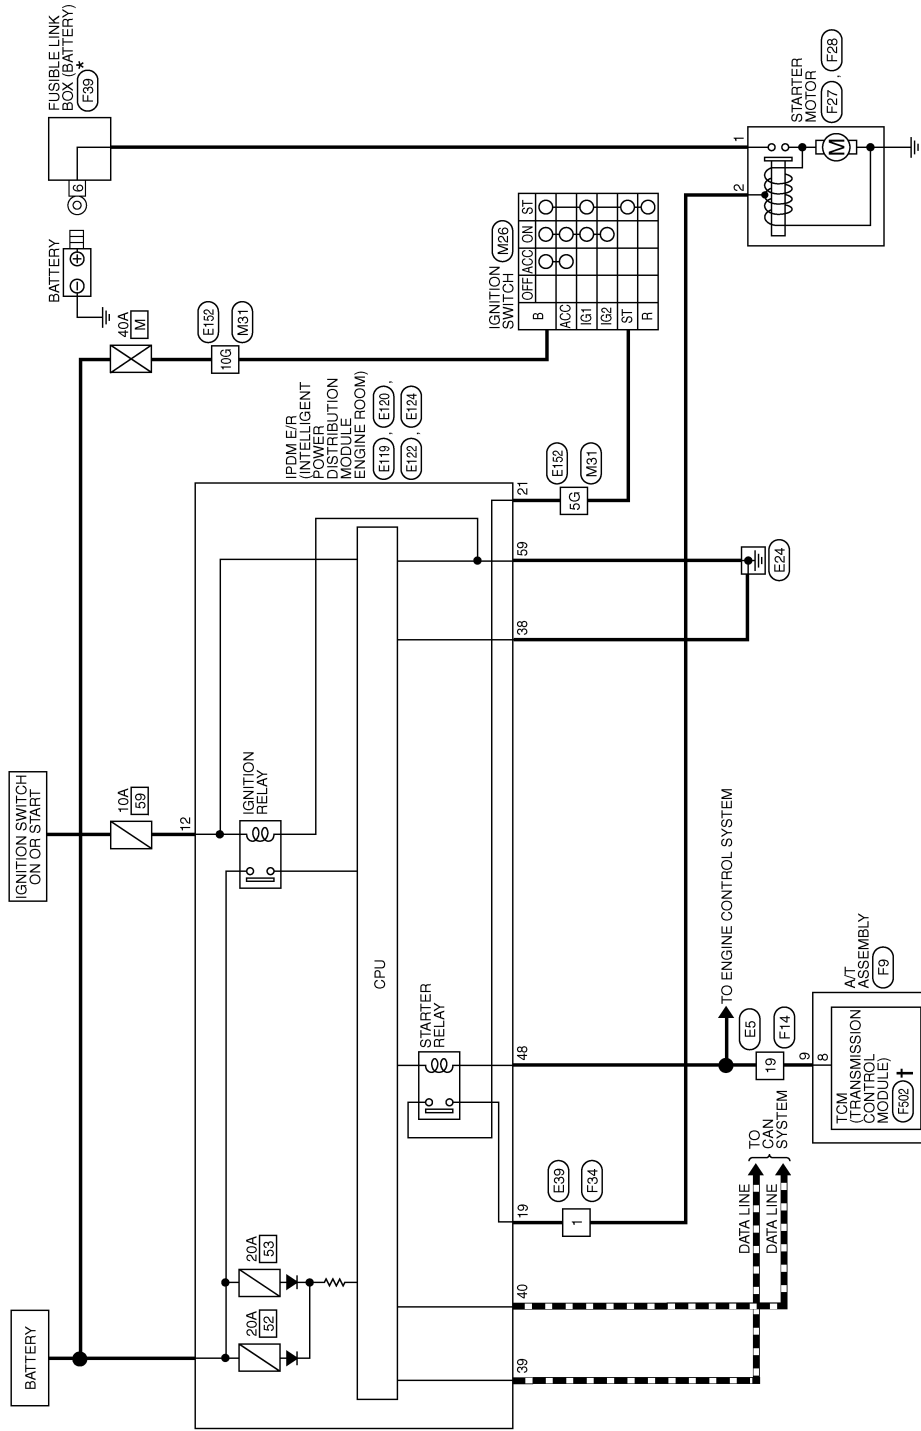 BATTERY
IGNITION SWITCH
ON OR START
10A
59
40A
M
BATTERY
FUSIBLE LINK
BOX (BATTERY)
F39
*
6
20A
52
20A
53
12
IGNITION
RELAY
E152
10G
M31
IPDM E/R
(INTELLIGENT
POWER
DISTRIBUTION
MODULE
ENGINE ROOM)
E119 , E120 ,
E122 , E124
CPU
STARTER
RELAY
IGNITION
SWITCH
M26
OFF ACC ON ST
B
ACC
IG1
IG2
ST
R
39
40
19
48
38
59
21
E152
5G
M31
E39
1
F34
E24
1
2
STARTER
MOTOR
F27 , F28
M
DATA LINE
DATA LINE
TO
CAN
SYSTEM
TO ENGINE CONTROL SYSTEM
E5
19
F14
9
8
A/T
ASSEMBLY
F9
TCM
(TRANSMISSION
CONTROL
MODULE)
F502 †